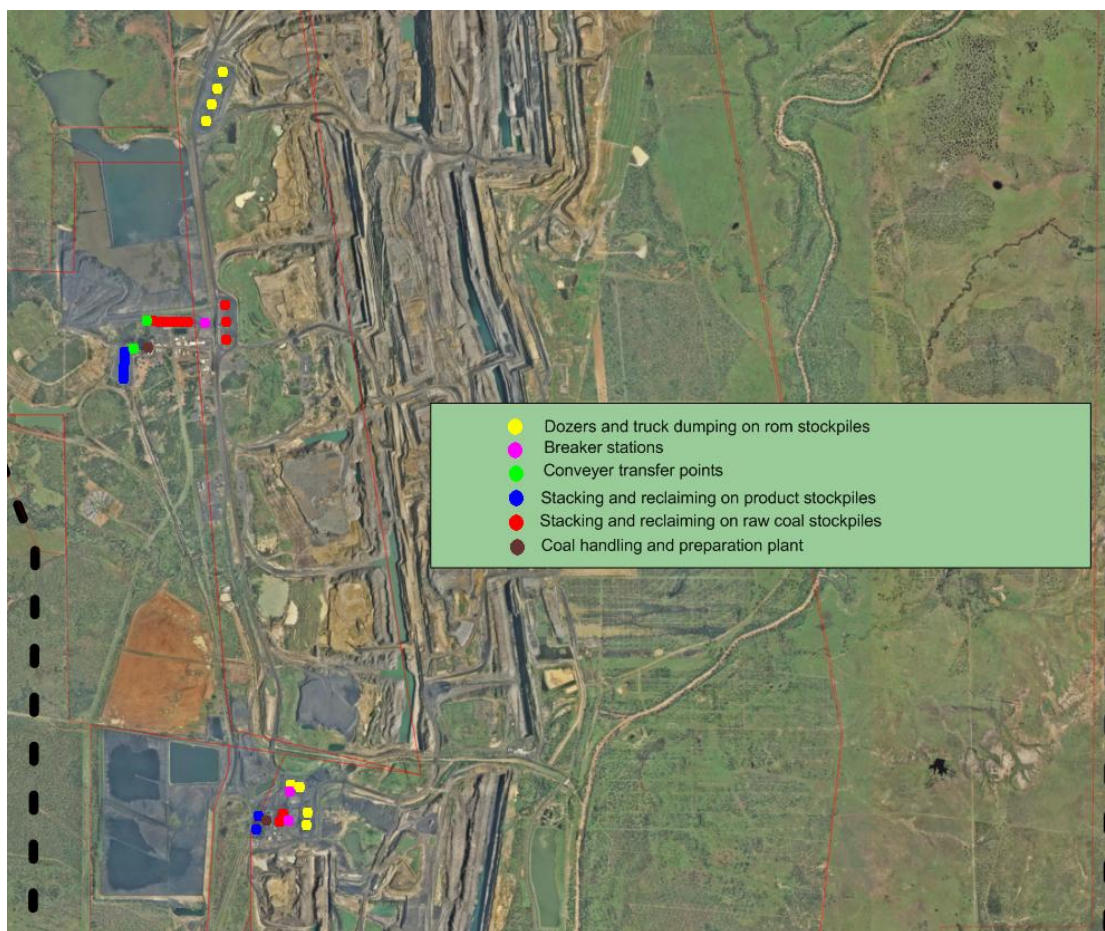 Dozers and truck dumping on rom stockpiles
Breaker stations
Conveyer transfer points
Stacking and reclaiming on product stockpiles
Stacking and reclaiming on raw coal stockpiles
Coal handling and preparation plant